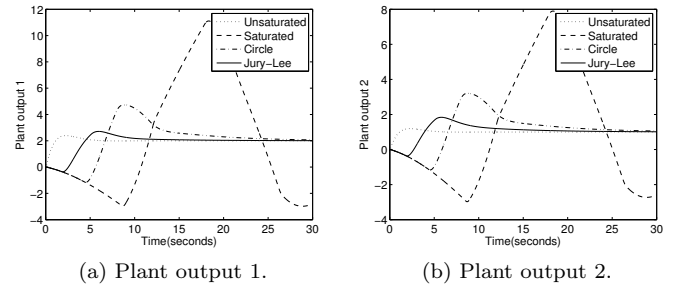 Plant output 1
12
10
8
6
4
2
0
−2
−4
0
5
10
15
20
25
30
Time(seconds)
Unsaturated
Saturated
Circle
Jury−Lee
(a) Plant output 1.
Plant output 2
8
6
4
2
0
−2
−4
0
5
10
15
20
25
30
Time(seconds)
Unsaturated
Saturated
Circle
Jury−Lee
(b) Plant output 2.